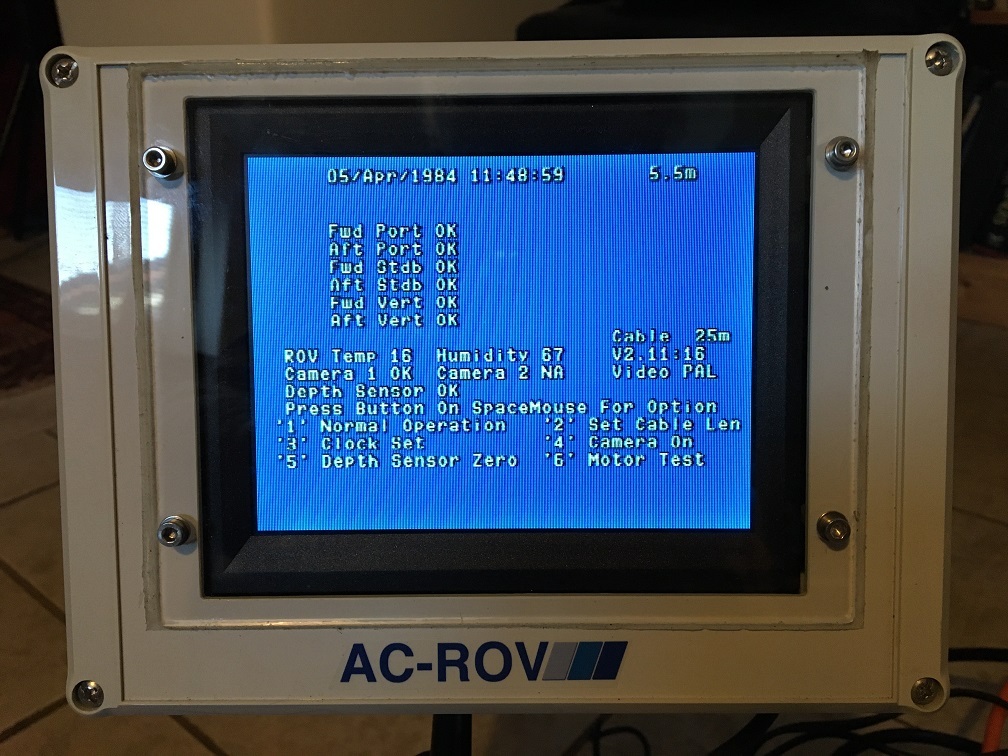 05/Apr/1984 11:48:59 5.5m
Fwd Port OK
Aft Port OK
Fwd Stdb OK
Aft Stdb OK
Fwd Vert OK
Aft Vert OK
Cable 25m
ROV Temp 16 Humidity 67 V2.11:16
Camera 1 OK Camera 2 NA Video PAL
Depth Sensor OK
Press Button On SpaceMouse For Option
'1' Normal Operation '2' Set Cable Len
'3' Clock Set '4' Camera On
'5' Depth Sensor Zero '6' Motor Test
AC-ROV